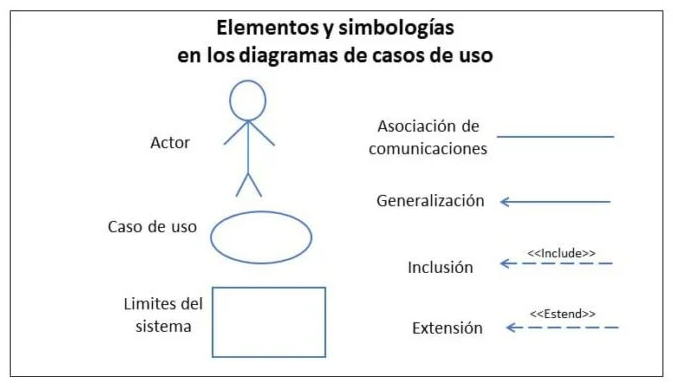 Elementos y simbologías
en los diagramas de casos de uso
Actor
Caso de uso
Limites del
sistema
Asociación de
comunicaciones
Generalización
Inclusión
<<Include>>
Extensión
<<Estend>>